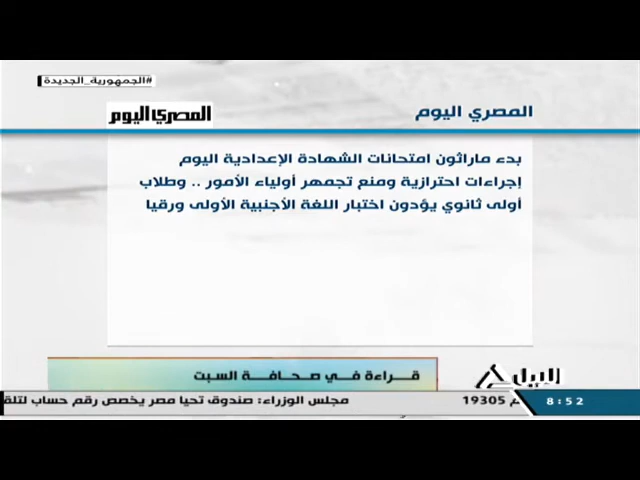 #الجمهورية_الجديدة
المصري اليوم المصري اليوم
بدء ماراثون امتحانات الشهادة الإعدادية اليوم
إجراءات احترازية ومنع تجمهر أولياء الأمور .. وطلاب
أولى ثانوي يؤدون اختبار اللغة الأجنبية الأولى ورقيا
قراءة في صحافة السبت
النيل
مجلس الوزراء: صندوق تحيا مصر يخصص رقم حساب لتلق
م 19305
8:52